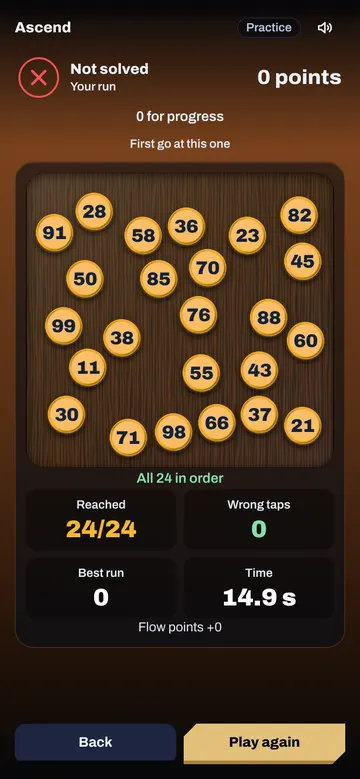 Ascend
Practice
Not solved
Your run
0 points
0 for progress
First go at this one
28
82
91
58
36
23
45
50
85
70
99
38
76
88
60
11
55
43
30
71
98
66
37
21
All 24 in order
Reached
24/24
Wrong taps
0
Best run
0
Time
14.9 s
Flow points +0
Back
Play again